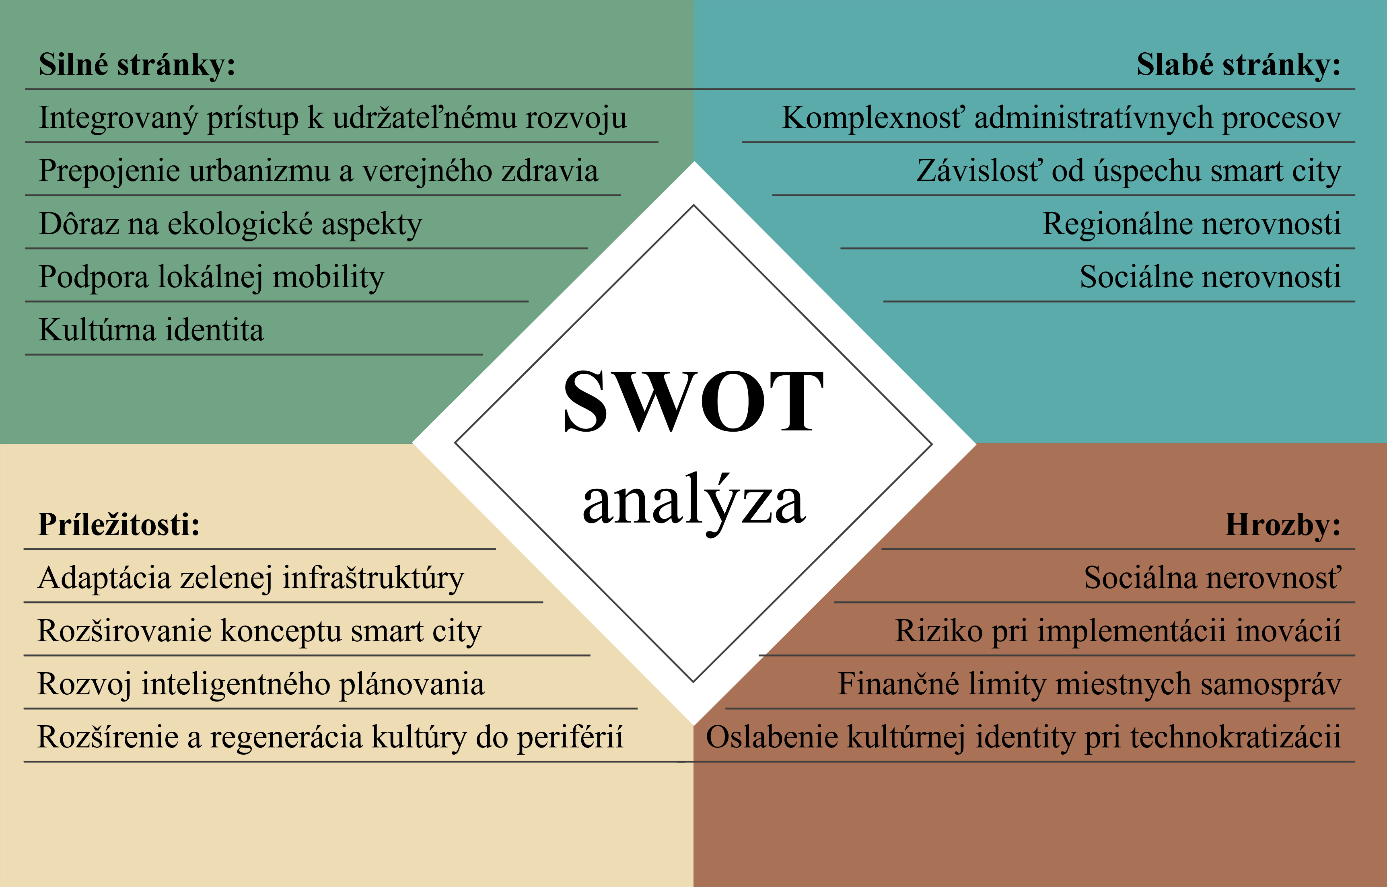 Silné stránky:
Integrovaný prístup k udržateľnému rozvoju
Prepojenie urbanizmu a verejného zdravia
Dôraz na ekologické aspekty
Podpora lokálnej mobility
Kultúrna identita
Slabé stránky:
Komplexnosť administratívnych procesov
Závislosť od úspechu smart city
Regionálne nerovnosti
Sociálne nerovnosti
SWOT
analýza
Príležitosti:
Adaptácia zelenej infraštruktúry
Rozširovanie konceptu smart city
Rozvoj inteligentného plánovania
Rozšírenie a regenerácia kultúry do periférií
Hrozby:
Sociálna nerovnosť
Riziko pri implementácii inovácií
Finančné limity miestnych samospráv
Oslabenie kultúrnej identity pri technokratizácii